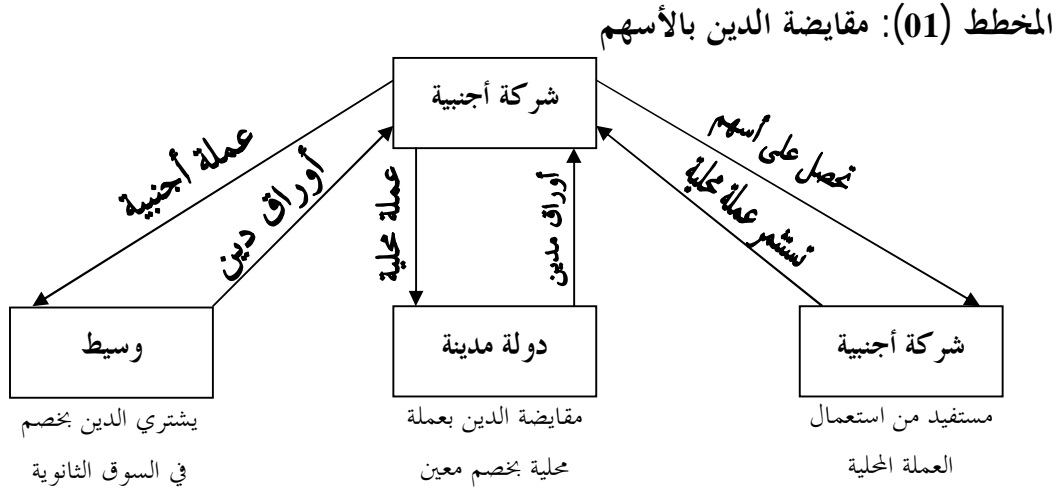 المخطط (01): مقايضة الدين بالأسهم
شركة أجنبية
تحصل على أسهم
تستثمر عملة محلية
أوراق مدين
عملة محلية
أوراق دين
عملة أجنبية
شركة أجنبية
دولة مدينة
وسيط
مستفيد من استعمال
العملة المحلية
مقايضة الدين بعملة
محلية بخصم معين
يشتري الدين بخصم
في السوق الثانوية